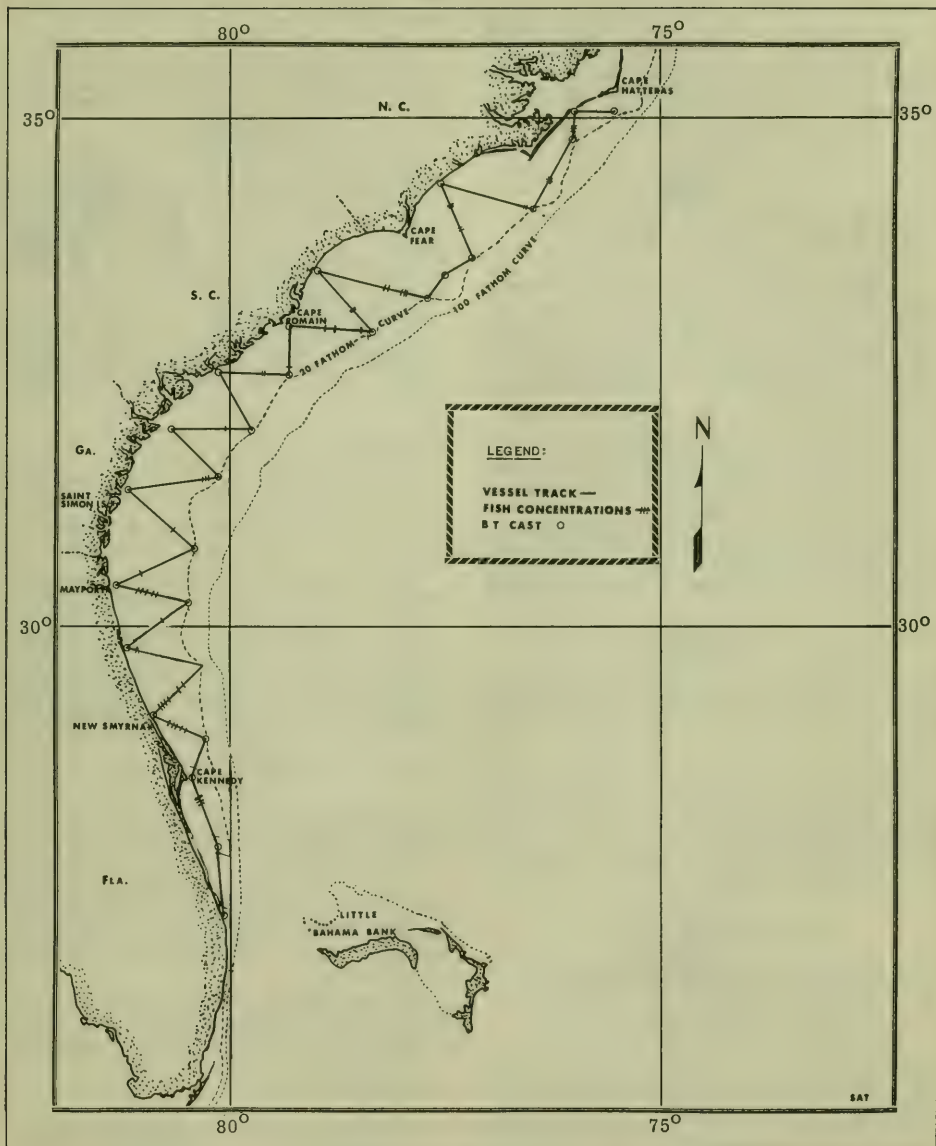 80°
75°
CAPE
HATTERAS
N. C.
35°
35°
CAPE
FEAR
100 FATHOM CURVE
S. C.
CAPE
ROMAIN
20 FATHOM CURVE
GA.
LEGEND:
VESSEL TRACK
FISH CONCENTRATIONS
BT CAST
N
SAINT
SIMON IS.
MAYPORT
30°
30°
NEW SMYRNA
CAPE
KENNEDY
FLA.
LITTLE
BAHAMA BANK
SAT
80°
75°